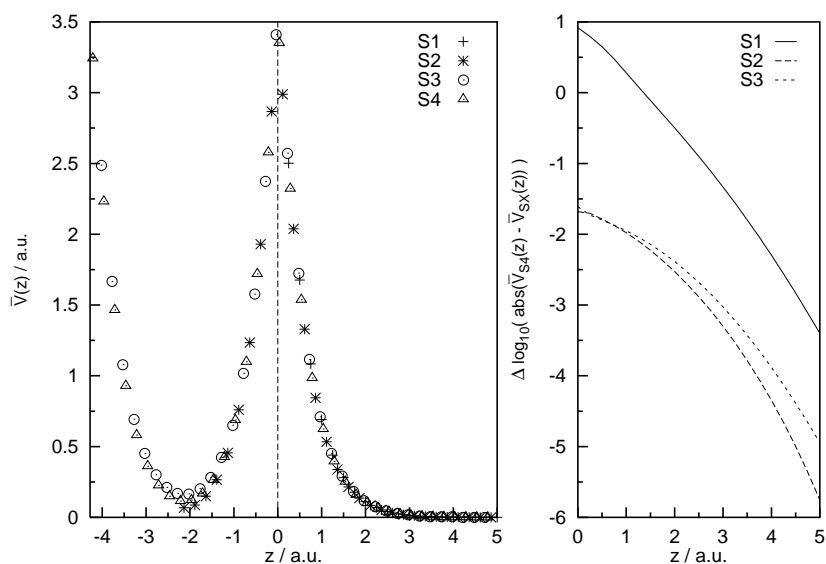 3.5
3
2.5
2
1.5
1
0.5
0
-4 -3 -2 -1 0 1 2 3 4 5
z / a.u.
V̅(z) / a.u.
S1
S2
S3
S4
1
0
-1
-2
-3
-4
-5
-6
0 1 2 3 4 5
z / a.u.
Δ log10( abs(V̅S4(z) - V̅SX(z)) )
S1
S2
S3